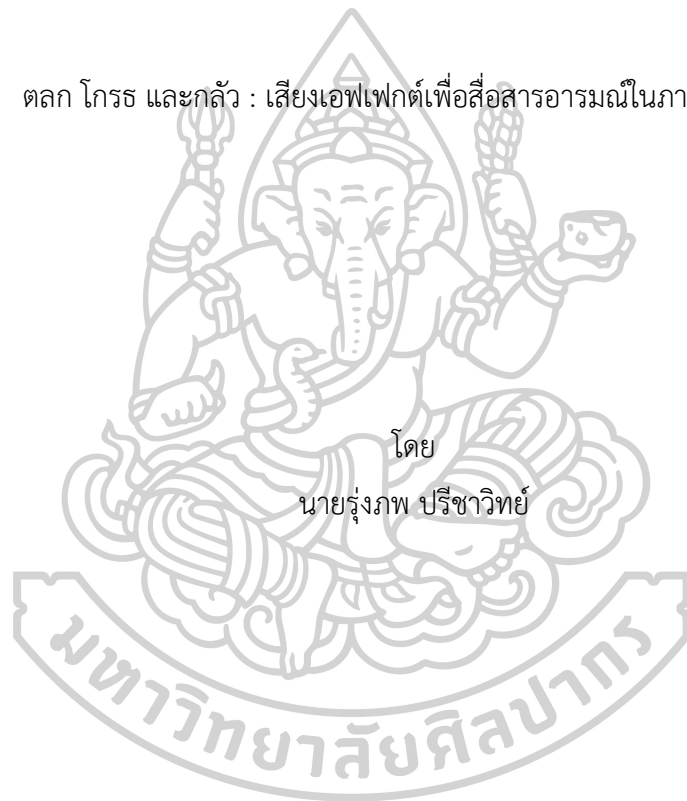 ตลก โกรธ และกลัว : เสียงเอฟเฟกต์เพื่อสื่อสารอารมณ์ในภา
โดย
นายรุ่งภพ ปรีชาวิทย์
มหาวิทยาลัยศิลปากร